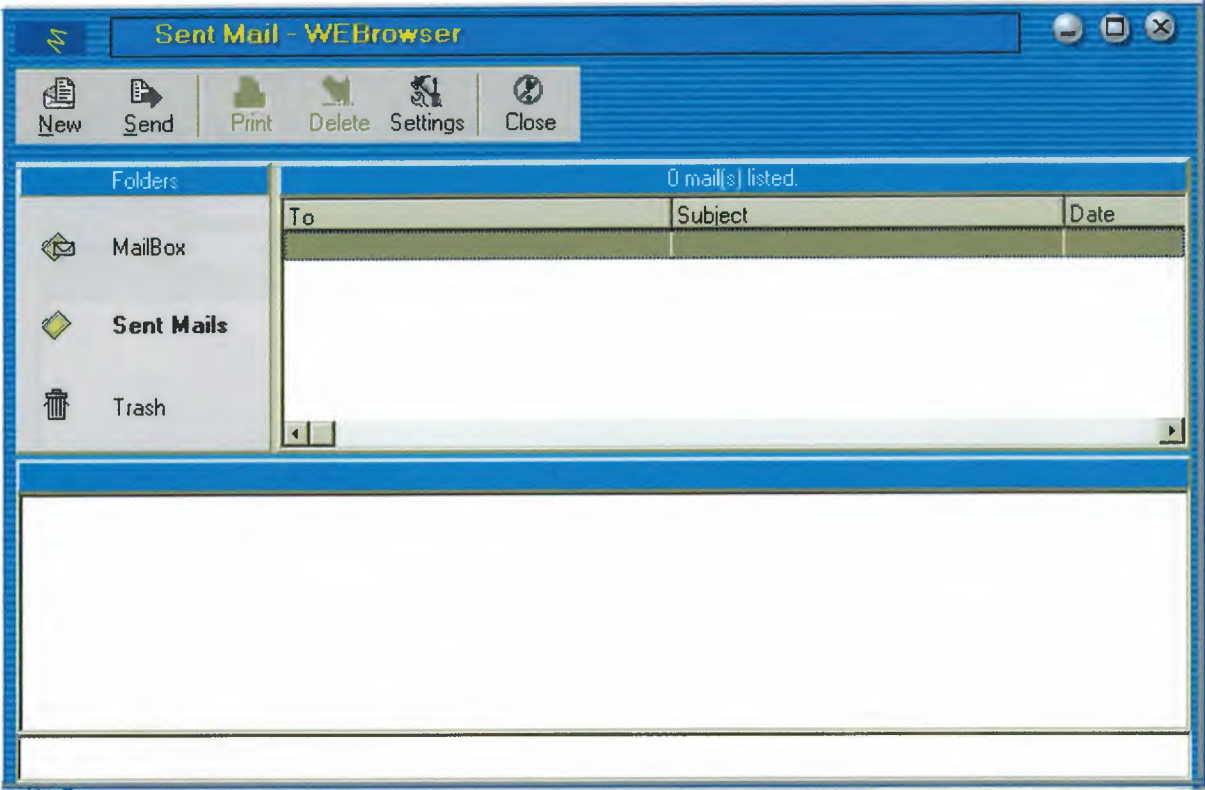 Sent Mail - WEBrowser
New Send Print Delete Settings Close
Folders
0 mail(s) listed.
To Subject Date
MailBox
Sent Mails
Trash